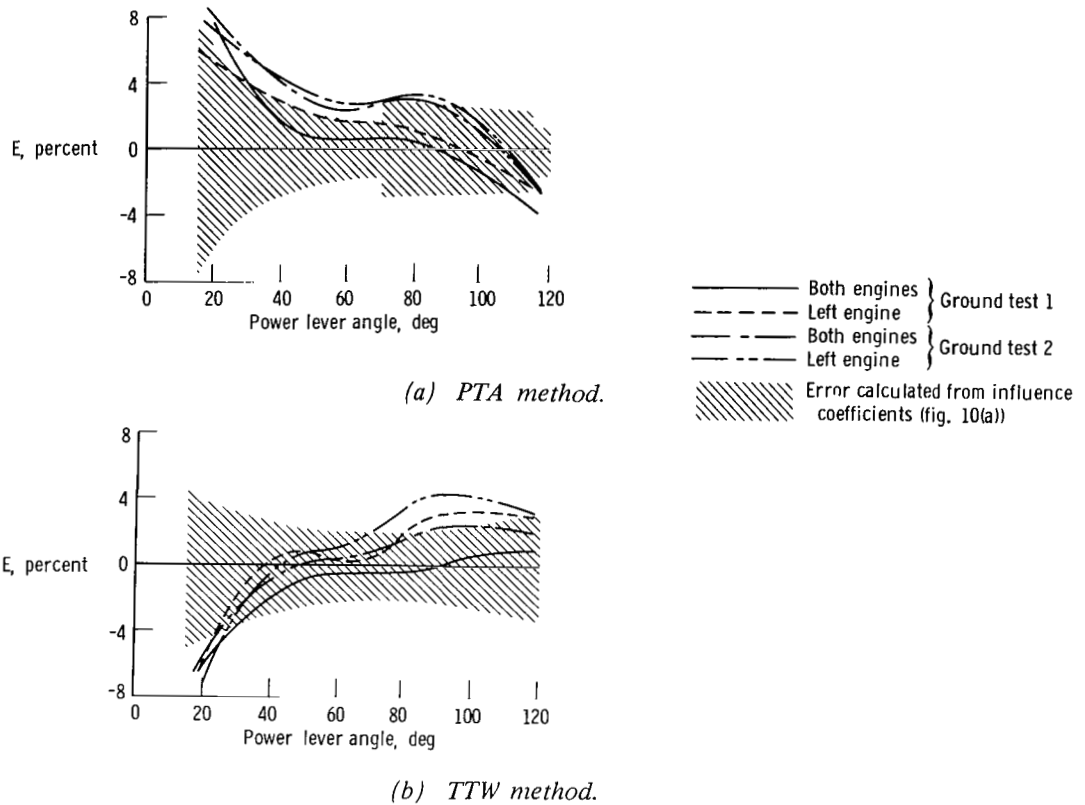 8
4
E, percent
0
-4
-8
0 20 40 60 80 100 120
Power lever angle, deg
(a) PTA method.
Both engines
Left engine
Ground test 1
Both engines
Left engine
Ground test 2
Error calculated from influence
coefficients (fig. 10(a))
8
4
E, percent
0
-4
-8
0 20 40 60 80 100 120
Power lever angle, deg
(b) TTW method.